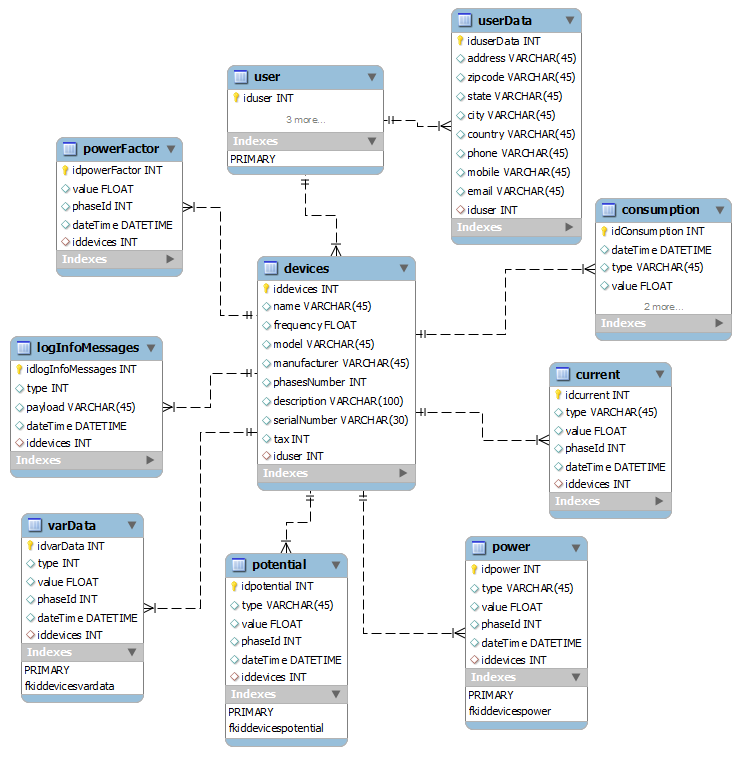 userData
iduserData INT
address VARCHAR(45)
zipcode VARCHAR(45)
state VARCHAR(45)
city VARCHAR(45)
country VARCHAR(45)
phone VARCHAR(45)
mobile VARCHAR(45)
email VARCHAR(45)
iduser INT
Indexes
user
iduser INT
3 more...
Indexes
PRIMARY
powerFactor
idpowerFactor INT
value FLOAT
phaseId INT
dateTime DATETIME
iddevices INT
Indexes
consumption
idConsumption INT
dateTime DATETIME
type VARCHAR(45)
value FLOAT
2 more...
Indexes
devices
iddevices INT
name VARCHAR(45)
frequency FLOAT
model VARCHAR(45)
manufacturer VARCHAR(45)
phasesNumber INT
description VARCHAR(100)
serialNumber VARCHAR(30)
tax INT
iduser INT
Indexes
logInfoMessages
idlogInfoMessages INT
type INT
payload VARCHAR(45)
dateTime DATETIME
iddevices INT
Indexes
current
idcurrent INT
type VARCHAR(45)
value FLOAT
phaseId INT
dateTime DATETIME
iddevices INT
Indexes
varData
idvarData INT
type INT
value FLOAT
phaseId INT
dateTime DATETIME
iddevices INT
Indexes
PRIMARY
fkiddevicesvardata
potential
idpotential INT
type VARCHAR(45)
value FLOAT
phaseId INT
dateTime DATETIME
iddevices INT
Indexes
PRIMARY
fkiddevicespotential
power
idpower INT
type VARCHAR(45)
value FLOAT
phaseId INT
dateTime DATETIME
iddevices INT
Indexes
PRIMARY
fkiddevicespower